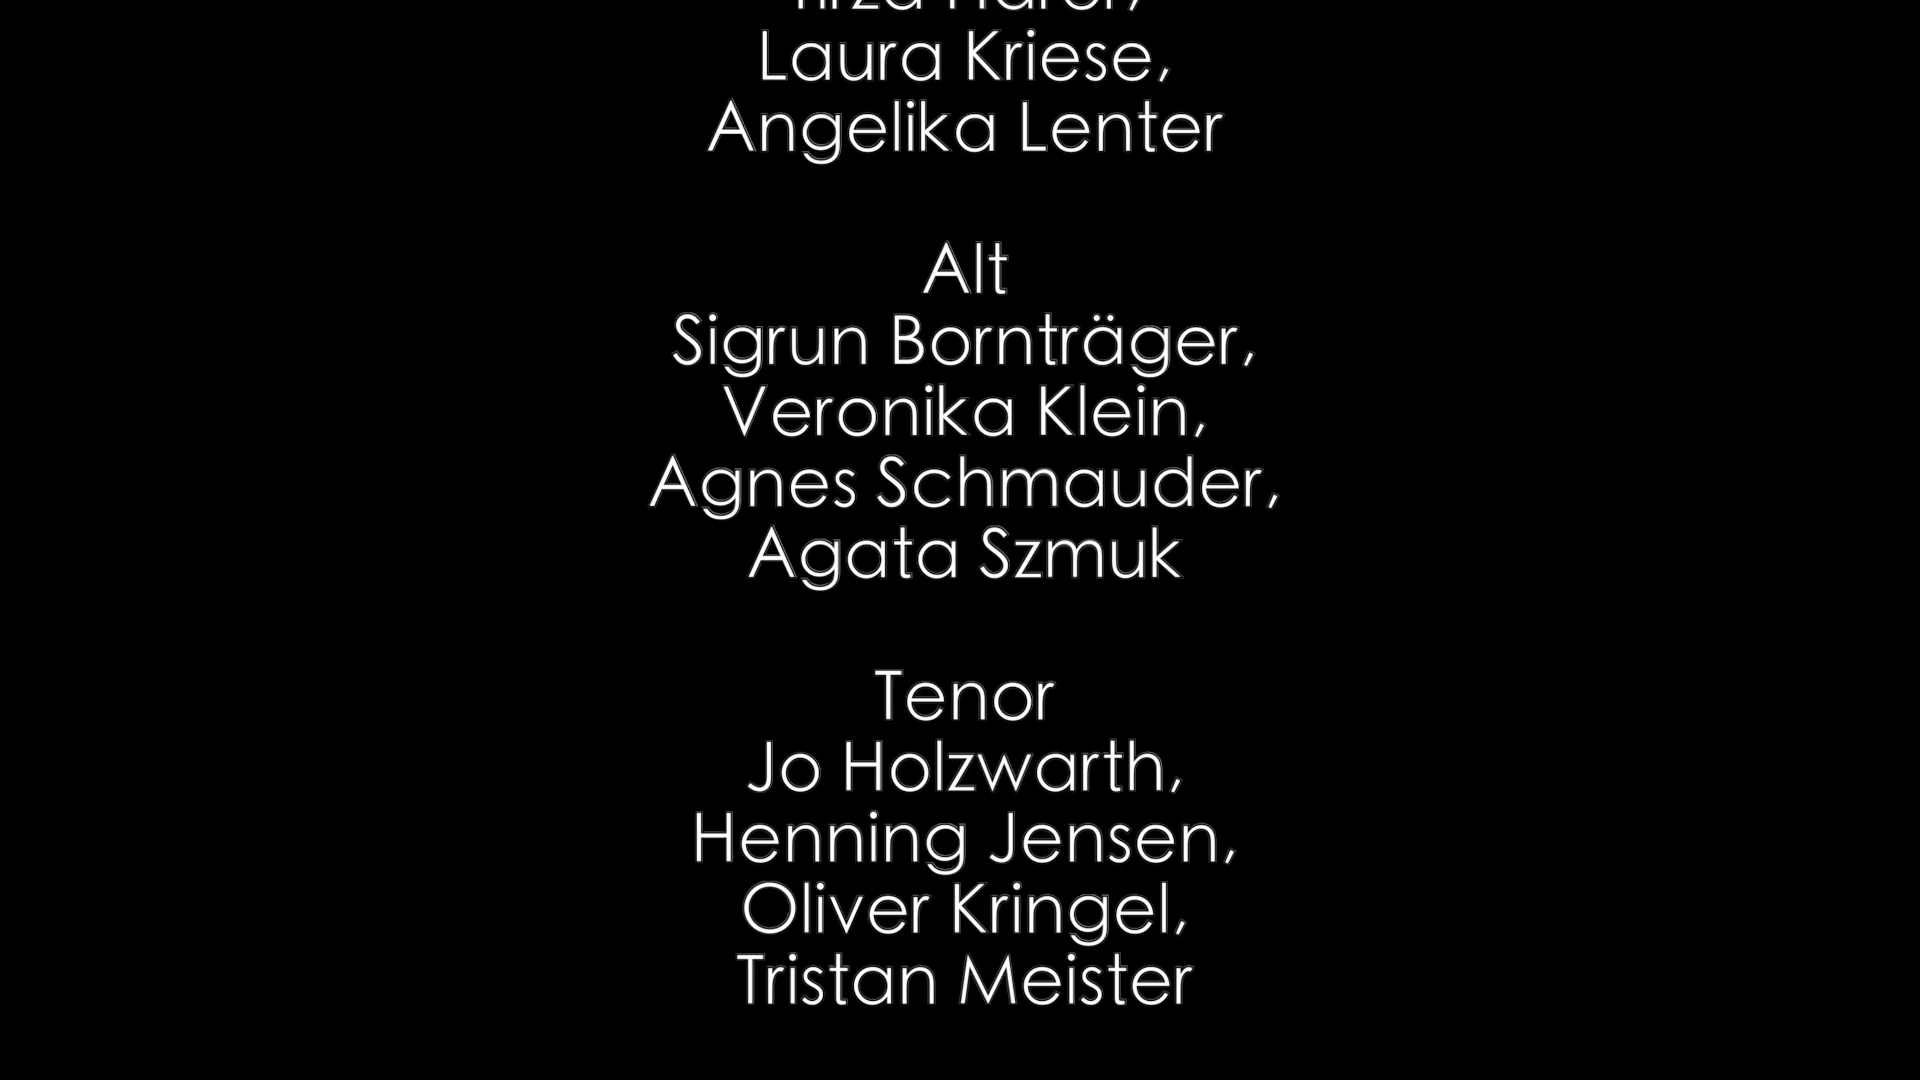 Laura Kriese,
Angelika Lenter
Alt
Sigrun Bornträger,
Veronika Klein,
Agnes Schmauder,
Agata Szmuk
Tenor
Jo Holzwarth,
Henning Jensen,
Oliver Kringel,
Tristan Meister